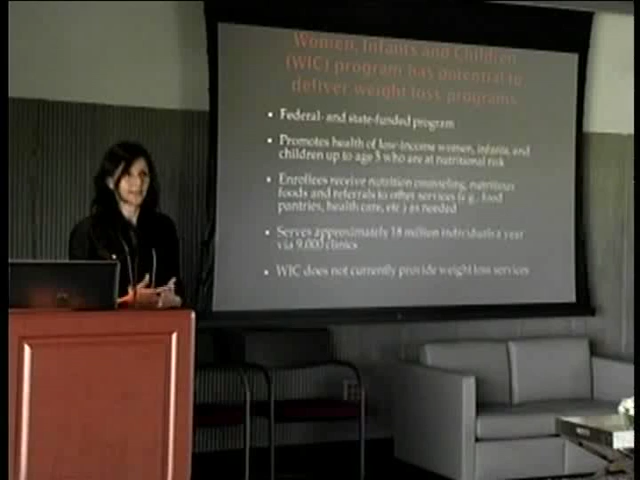 Women, Infants and Children
(WIC) program has potential to
deliver weight loss programs
Federal- and state-funded program
Promotes health of low-income women, infants, and
children up to age 5 who are at nutritional risk
Enrollees receive nutrition counseling, nutritious
foods and referrals to other services (e.g., food
pantries, health care, etc) as needed
Serves approximately 18 million individuals a year
via 9,000 clinics
WIC does not currently provide weight loss services